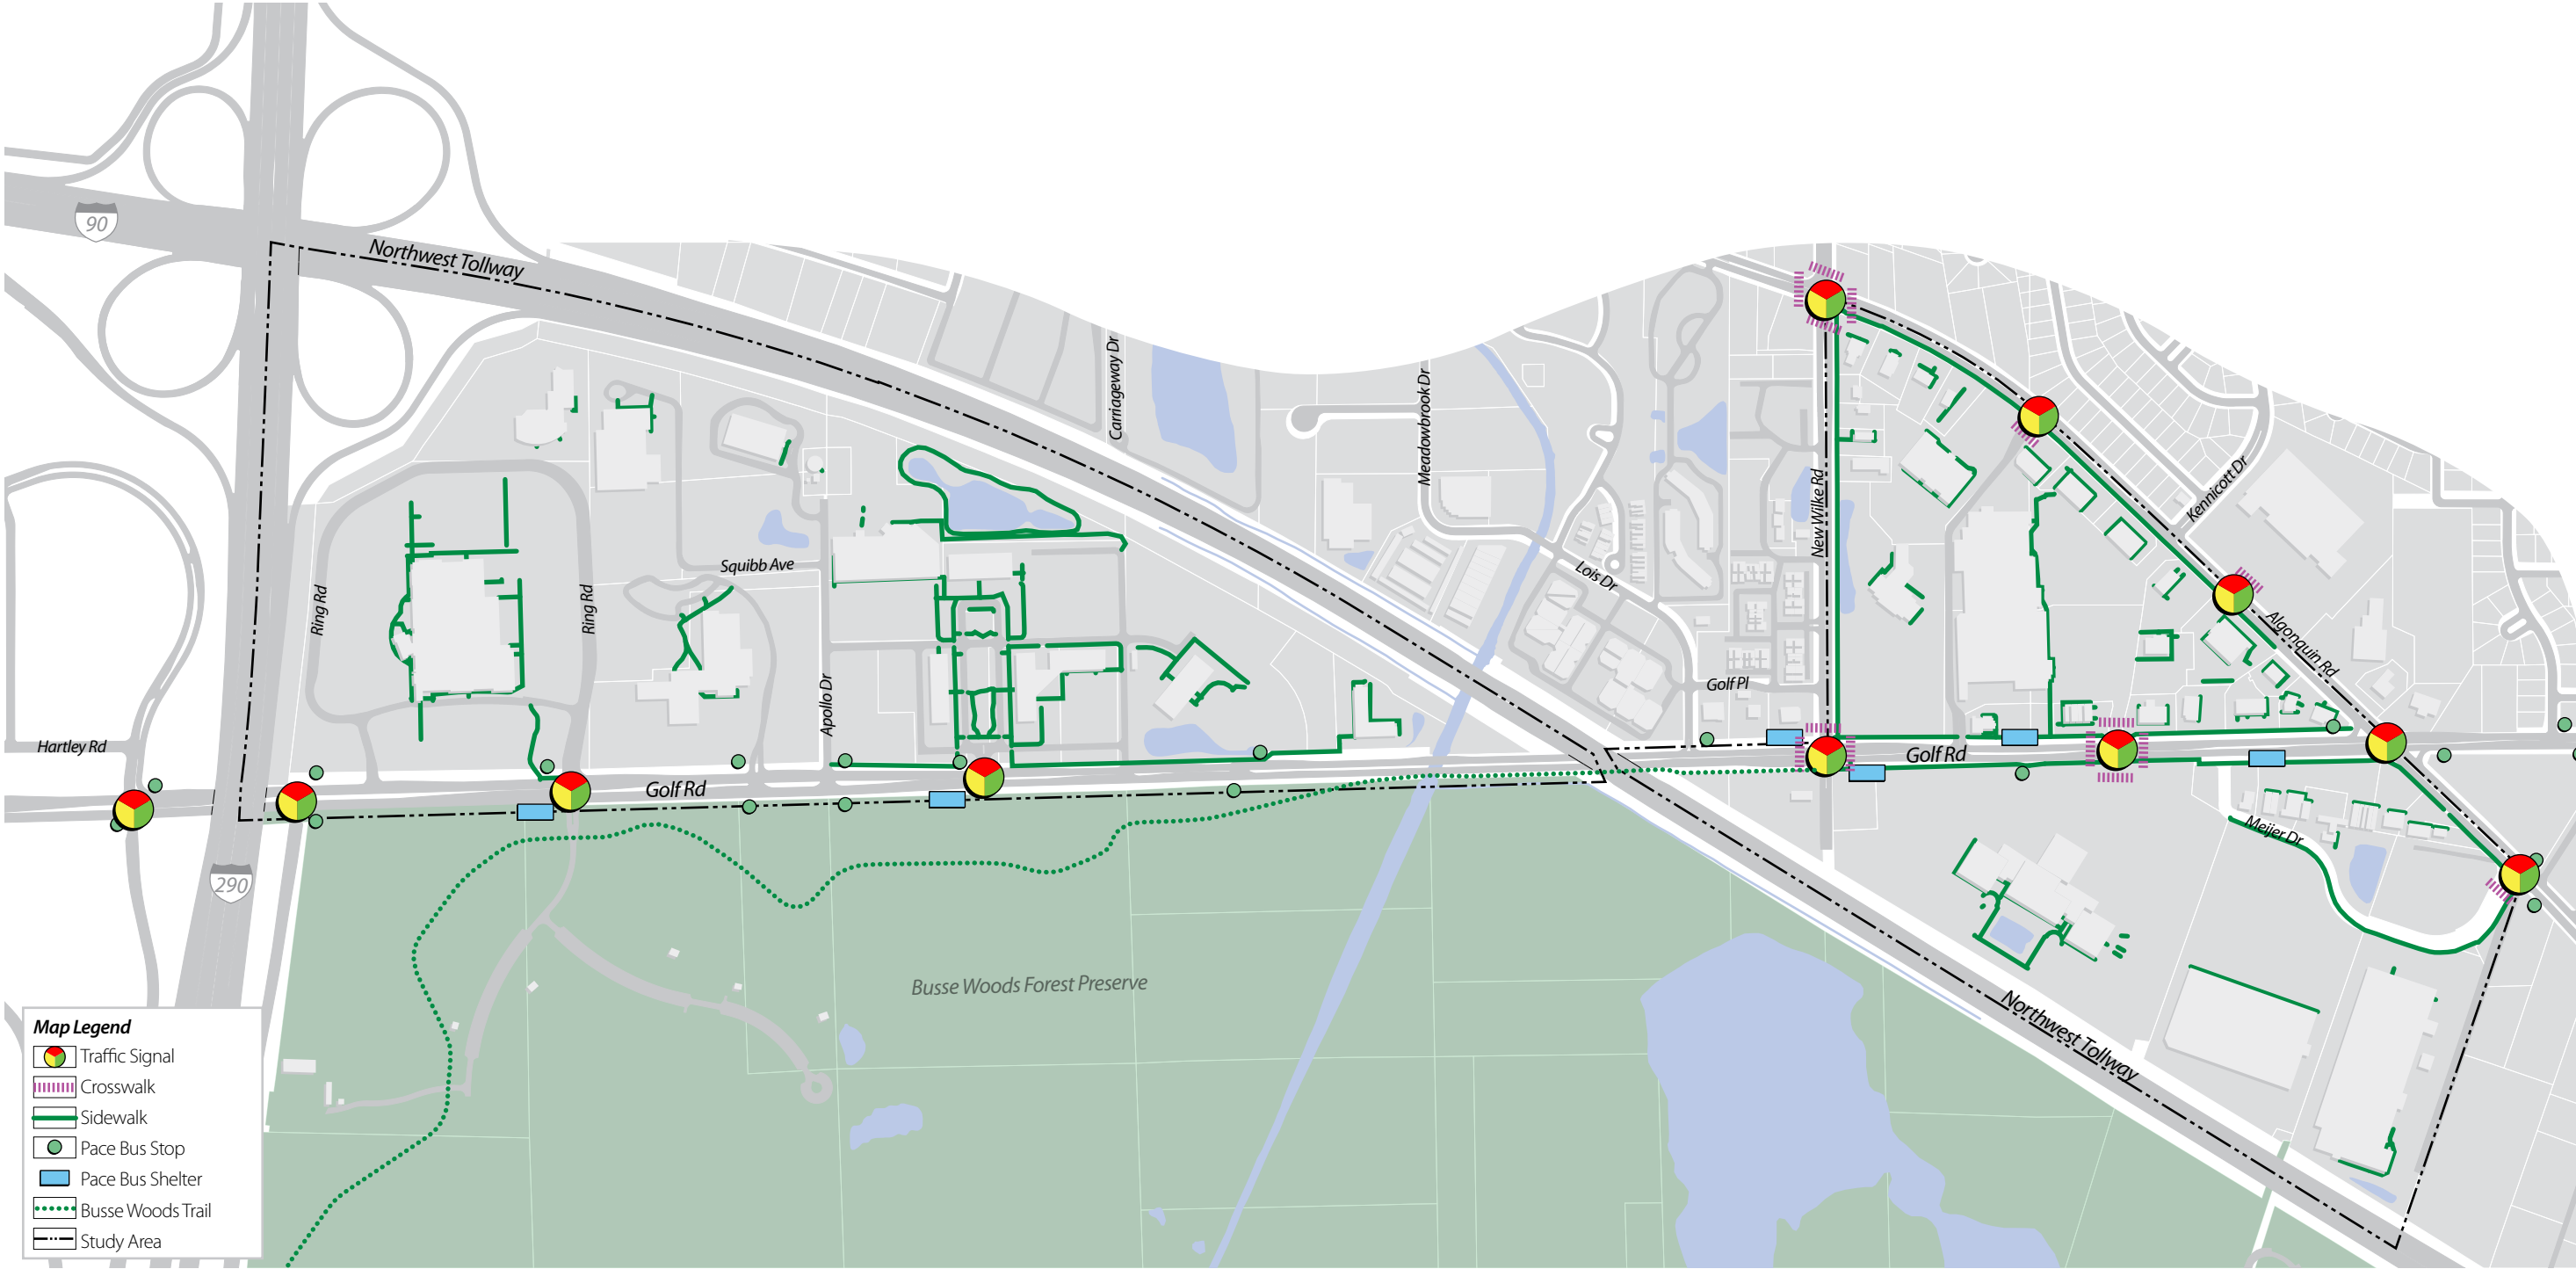 90
Northwest Tollway
Carriageway Dr
Meadowbrook Dr
New Wilke Rd
Kennicott Dr
Squibb Ave
Lois Dr
Ring Rd
Ring Rd
Algonquin Rd
Apollo Dr
Golf Pl
Hartley Rd
Golf Rd
Golf Rd
Meijer Dr
290
Busse Woods Forest Preserve
Northwest Tollway
Map Legend
Traffic Signal
Crosswalk
Sidewalk
Pace Bus Stop
Pace Bus Shelter
Busse Woods Trail
Study Area